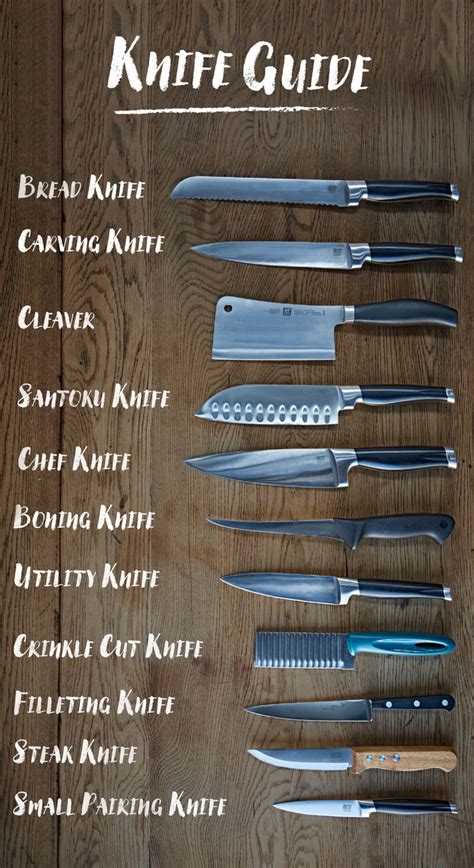 KNIFE GUIDE
BREAD KNIFE
CARVING KNIFE
CLEAVER
SANTOKU KNIFE
CHEF KNIFE
BONING KNIFE
UTILITY KNIFE
CRINKLE CUT KNIFE
FILLETING KNIFE
STEAK KNIFE
SMALL PAIRING KNIFE